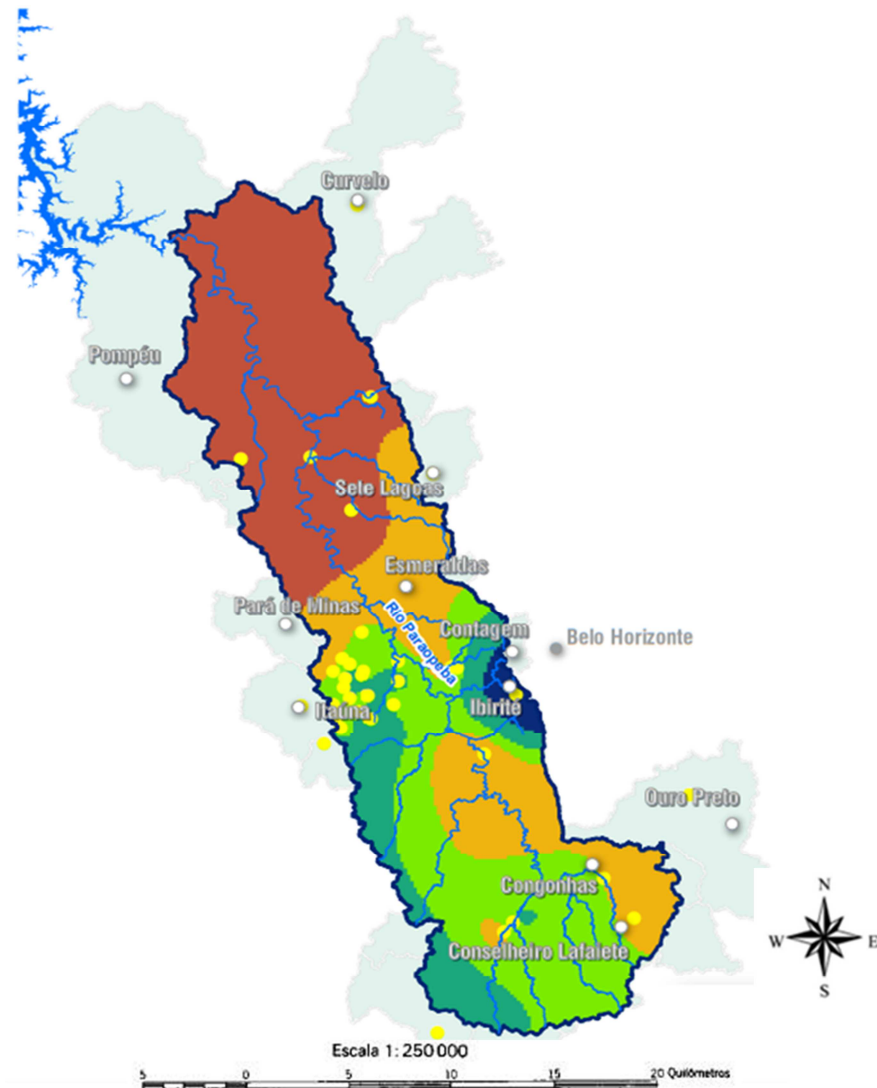 Curvelo
Pompéu
Sete Lagoas
Esmeraldas
Pará de Minas
Rio Paraopeba
Contagem
Belo Horizonte
Itaúna
Ibirité
Ouro Preto
Congonhas
Conselheiro Lafaiete
N
W E
S
Escala 1: 250 000
5 0 5 10 15 20 Quilômetros